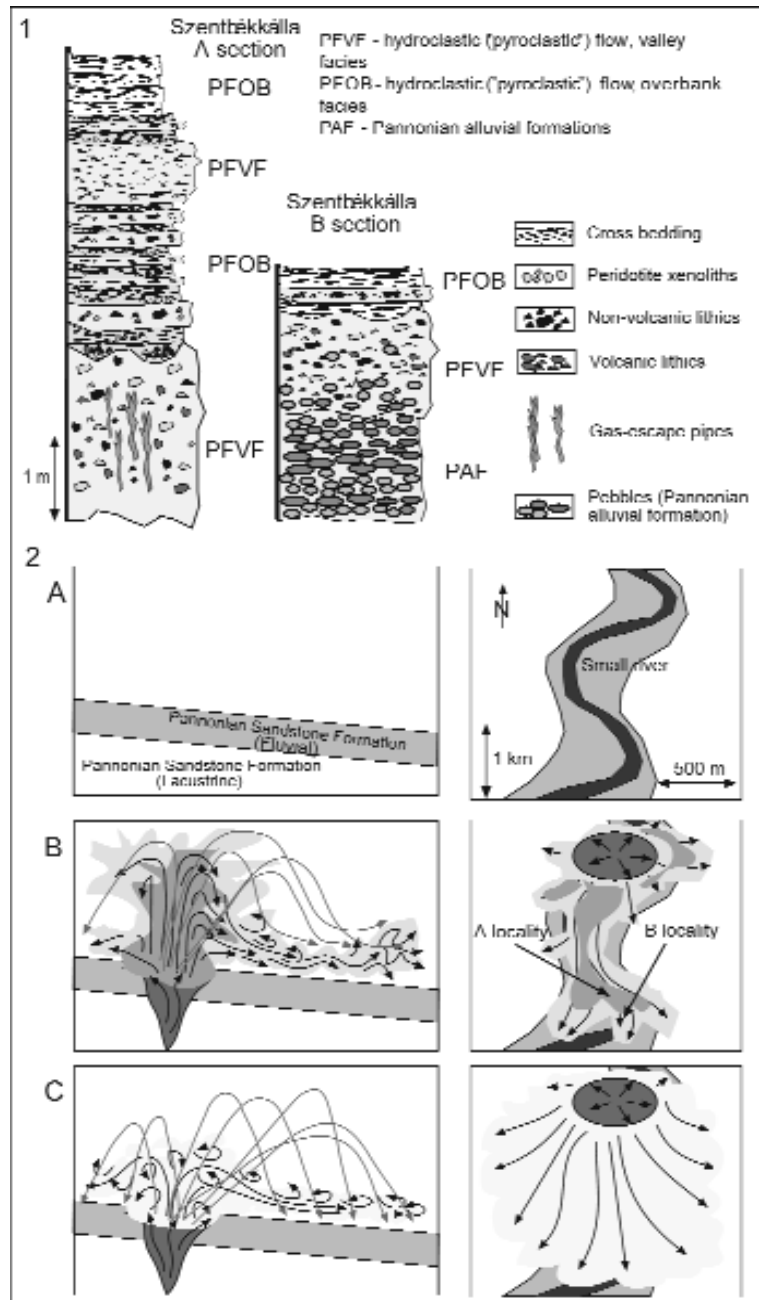 1
Szentbékkálla
A section
PFVF - hydroclastic ("pyroclastic") flow, valley
facies
PFOB - hydroclastic ("pyroclastic") flow, overbank
facies
PAF - Pannonian alluvial formations
PFOB
PFVF
PFOB
PFVF
1 m
Szentbékkálla
B section
PFOB
PFVF
PAF
Cross bedding
Peridotite xenoliths
Non-volcanic lithics
Volcanic lithics
Gas-escape pipes
Pebbles (Pannonian
alluvial formation)
2
A
Pannonian Sandstone Formation
(Fluvial)
Pannonian Sandstone Formation
(Lacustrine)
N
Small river
1 km
500 m
B
A locality
B locality
C